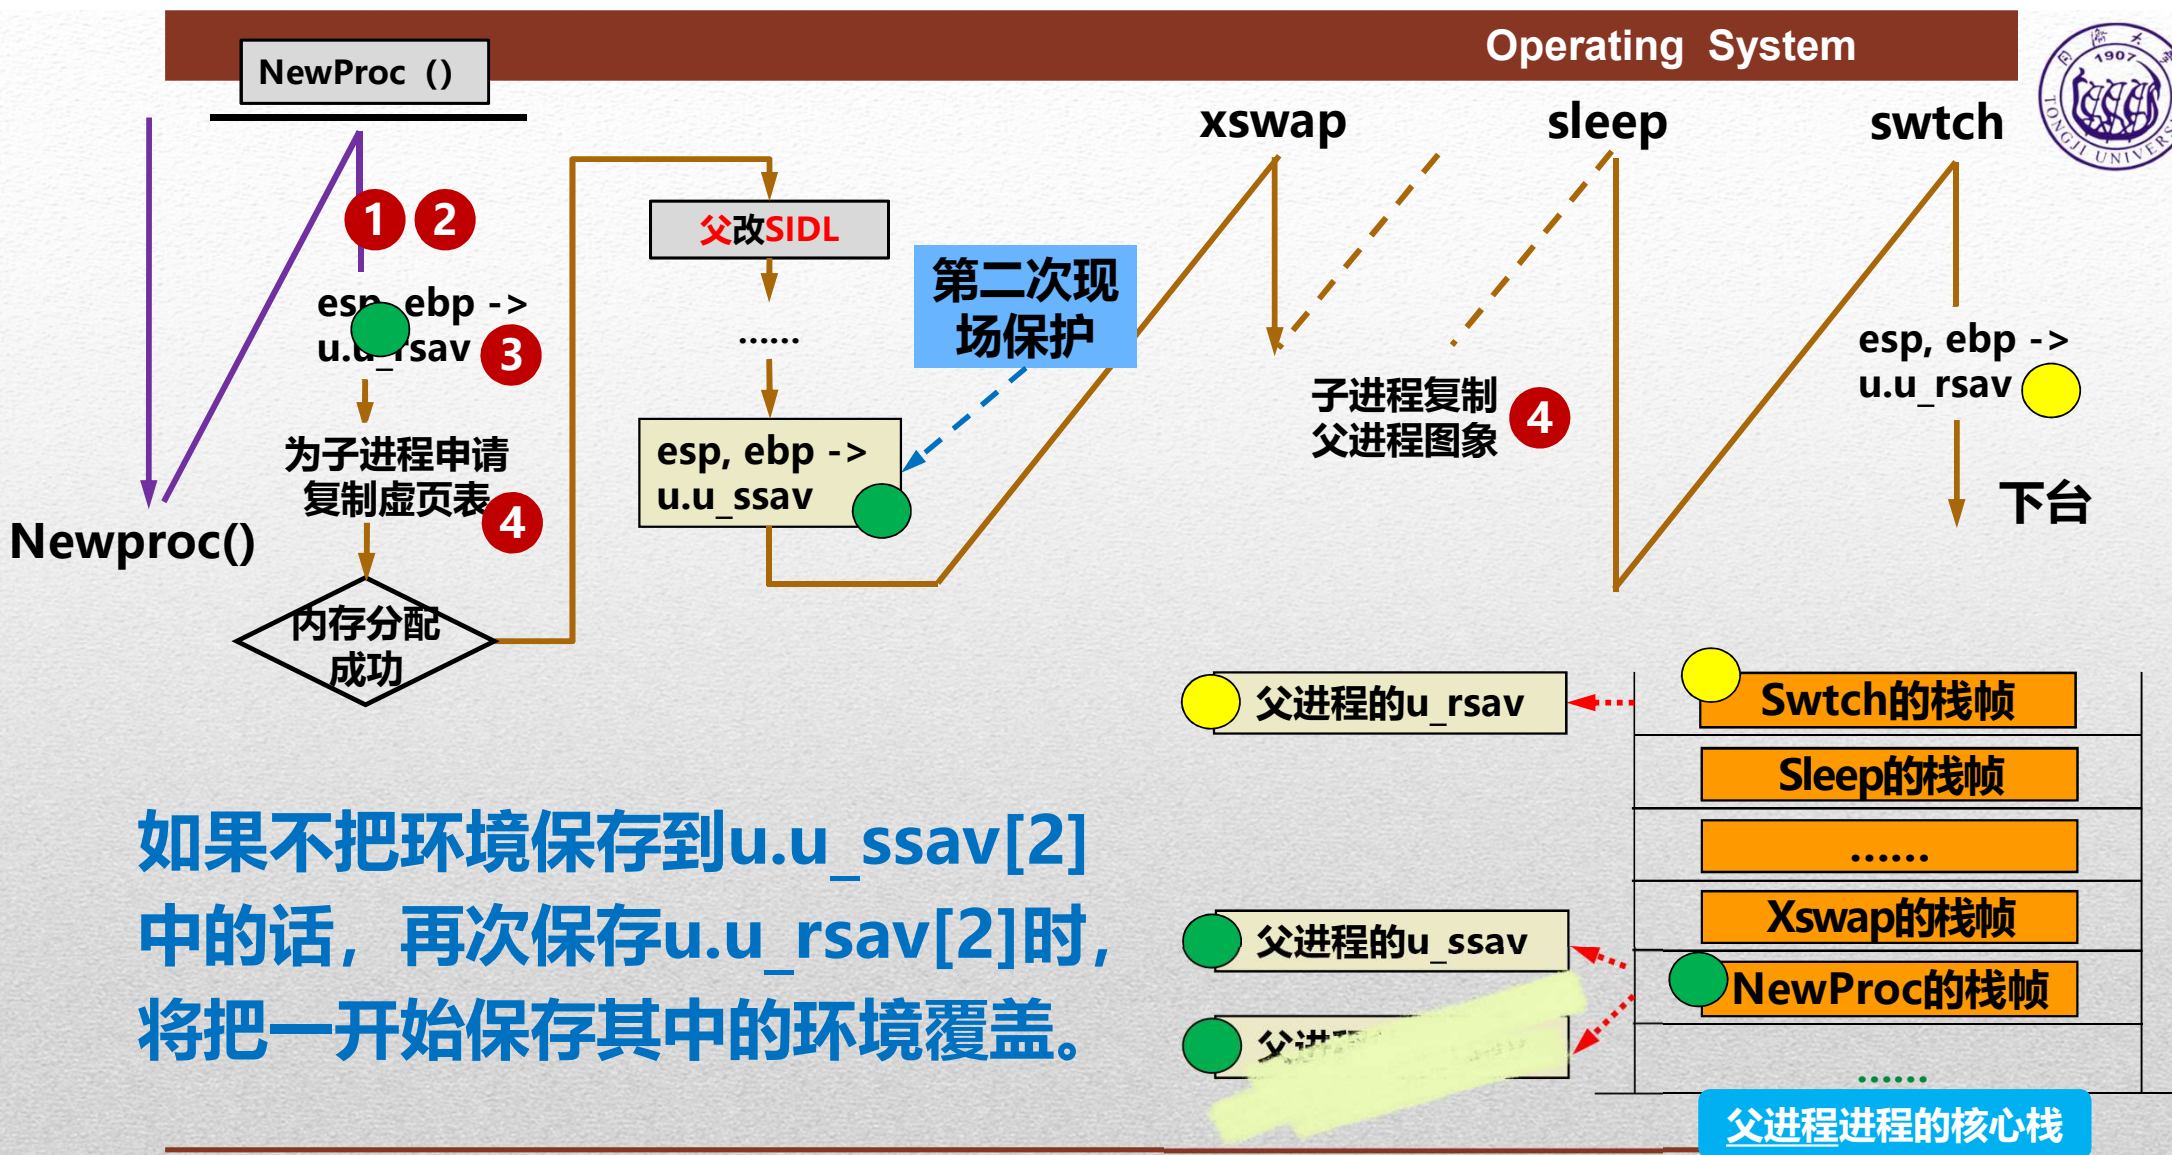 Operating System
NewProc ()
1 2
esp, ebp ->
u.u_rsav
3
为子进程申请
复制虚页表
4
Newproc()
内存分配
成功
父改SIDL
......
第二次现
场保护
esp, ebp ->
u.u_ssav
xswap
sleep
swtch
子进程复制
父进程图象
4
esp, ebp ->
u.u_rsav
下台
1907
TONGJI UNIVERS
如果不把环境保存到u.u_ssav[2]
中的话，再次保存u.u_rsav[2]时，
将把一开始保存其中的环境覆盖。
父进程的u_rsav
父进程的u_ssav
父进
Swtch的栈帧
Sleep的栈帧
......
Xswap的栈帧
NewProc的栈帧
......
父进程进程的核心栈